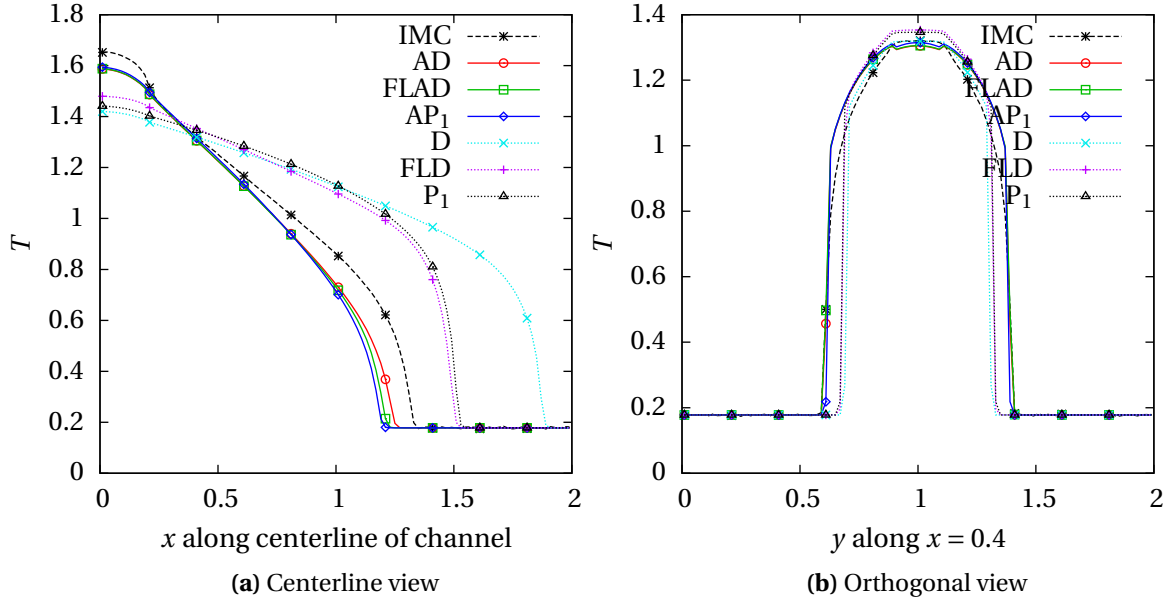 1.8
1.6
1.4
1.2
1
0.8
0.6
0.4
0.2
0
T
0
0.5
1
1.5
2
x along centerline of channel
IMC
AD
FLAD
AP1
D
FLD
P1
(a) Centerline view
1.4
1.2
1
0.8
0.6
0.4
0.2
0
T
0
0.5
1
1.5
2
y along x = 0.4
IMC
AD
FLAD
AP1
D
FLD
P1
(b) Orthogonal view